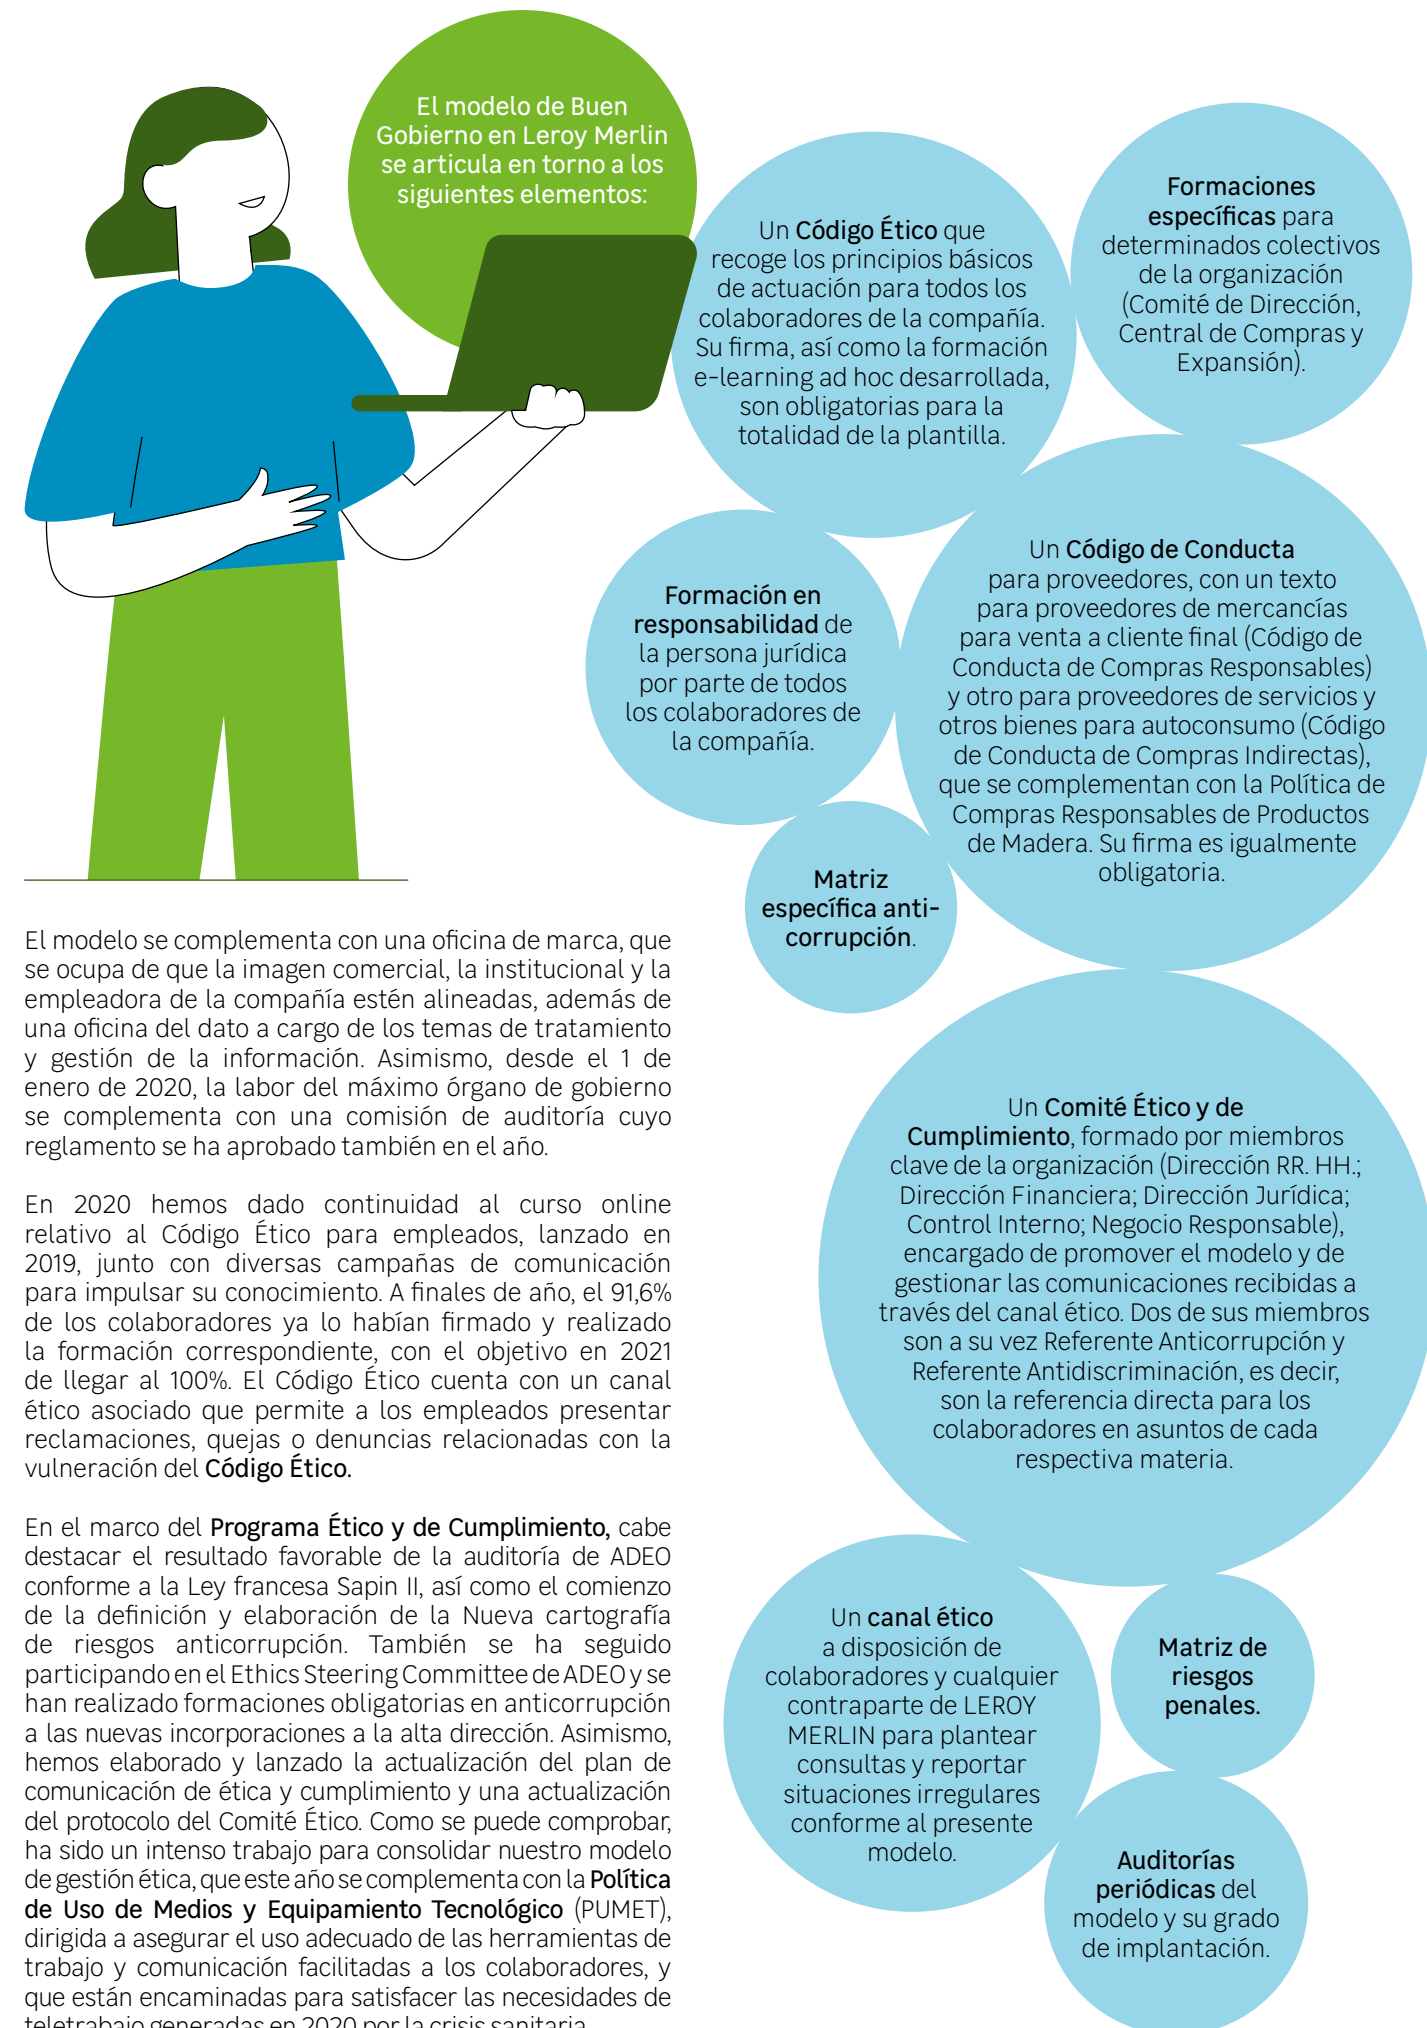 El modelo de Buen
Gobierno en Leroy Merlin
se articula en torno a los
siguientes elementos:
Un Código Ético que
recoge los principios básicos
de actuación para todos los
colaboradores de la compañía.
Su firma, así como la formación
e-learning ad hoc desarrollada,
son obligatorias para la
totalidad de la plantilla.
Formaciones
específicas para
determinados colectivos
de la organización
(Comité de Dirección,
Central de Compras y
Expansión).
Formación en
responsabilidad de
la persona jurídica
por parte de todos
los colaboradores de
la compañía.
Un Código de Conducta
para proveedores, con un texto
para proveedores de mercancías
para venta a cliente final (Código de
Conducta de Compras Responsables)
y otro para proveedores de servicios y
otros bienes para autoconsumo (Código
de Conducta de Compras Indirectas),
que se complementan con la Política de
Compras Responsables de Productos
de Madera. Su firma es igualmente
obligatoria.
Matriz
específica anti-
corrupción.
Un Comité Ético y de
Cumplimiento, formado por miembros
clave de la organización (Dirección RR. HH.;
Dirección Financiera; Dirección Jurídica;
Control Interno; Negocio Responsable),
encargado de promover el modelo y de
gestionar las comunicaciones recibidas a
través del canal ético. Dos de sus miembros
son a su vez Referente Anticorrupción y
Referente Antidiscriminación, es decir,
son la referencia directa para los
colaboradores en asuntos de cada
respectiva materia.
Un canal ético
a disposición de
colaboradores y cualquier
contraparte de LEROY
MERLIN para plantear
consultas y reportar
situaciones irregulares
conforme al presente
modelo.
Matriz de
riesgos
penales.
Auditorías
periódicas del
modelo y su grado
de implantación.
El modelo se complementa con una oficina de marca, que
se ocupa de que la imagen comercial, la institucional y la
empleadora de la compañía estén alineadas, además de
una oficina del dato a cargo de los temas de tratamiento
y gestión de la información. Asimismo, desde el 1 de
enero de 2020, la labor del máximo órgano de gobierno
se complementa con una comisión de auditoría cuyo
reglamento se ha aprobado también en el año.
En 2020 hemos dado continuidad al curso online
relativo al Código Ético para empleados, lanzado en
2019, junto con diversas campañas de comunicación
para impulsar su conocimiento. A finales de año, el 91,6%
de los colaboradores ya lo habían firmado y realizado
la formación correspondiente, con el objetivo en 2021
de llegar al 100%. El Código Ético cuenta con un canal
ético asociado que permite a los empleados presentar
reclamaciones, quejas o denuncias relacionadas con la
vulneración del Código Ético.
En el marco del Programa Ético y de Cumplimiento, cabe
destacar el resultado favorable de la auditoría de ADEO
conforme a la Ley francesa Sapin II, así como el comienzo
de la definición y elaboración de la Nueva cartografía
de riesgos anticorrupción. También se ha seguido
participando en el Ethics Steering Committee de ADEO y se
han realizado formaciones obligatorias en anticorrupción
a las nuevas incorporaciones a la alta dirección. Asimismo,
hemos elaborado y lanzado la actualización del plan de
comunicación de ética y cumplimiento y una actualización
del protocolo del Comité Ético. Como se puede comprobar,
ha sido un intenso trabajo para consolidar nuestro modelo
de gestión ética, que este año se complementa con la Política
de Uso de Medios y Equipamiento Tecnológico (PUMET),
dirigida a asegurar el uso adecuado de las herramientas de
trabajo y comunicación facilitadas a los colaboradores, y
que están encaminadas para satisfacer las necesidades de
teletrabajo generadas en 2020 por la crisis sanitaria.